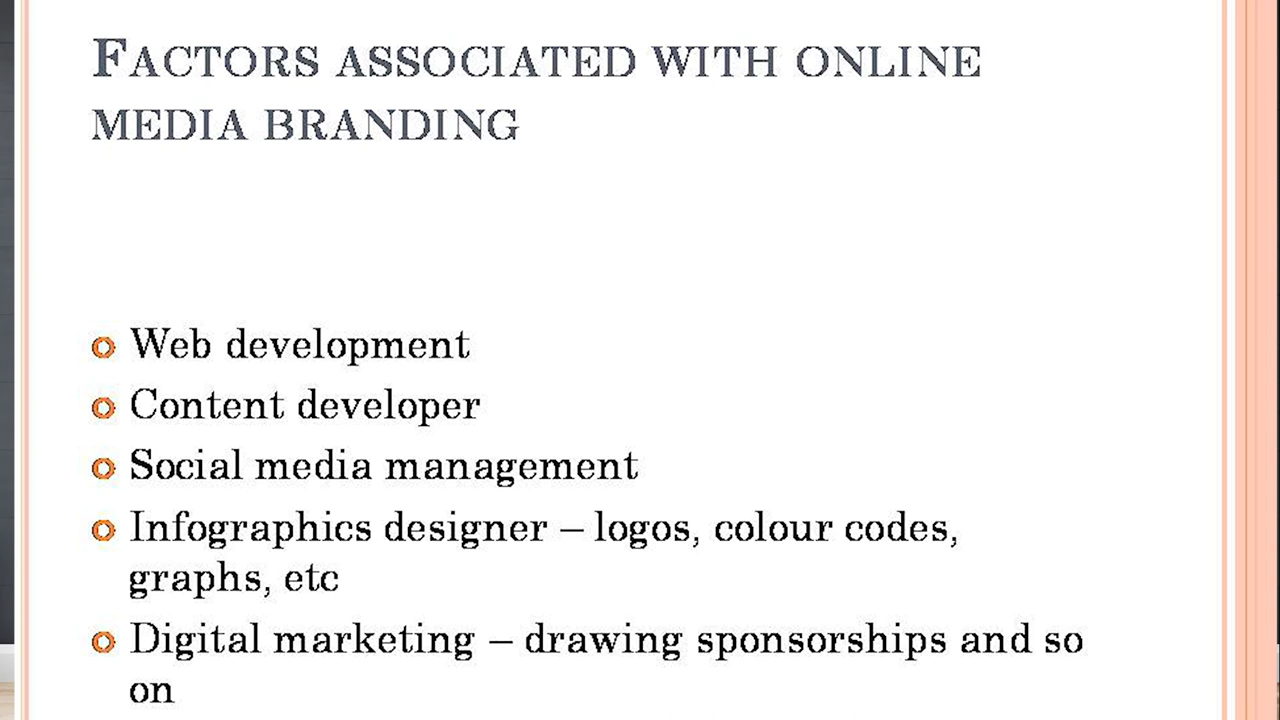 FACTORS ASSOCIATED WITH ONLINE
MEDIA BRANDING
Web development
Content developer
Social media management
Infographics designer – logos, colour codes,
graphs, etc
Digital marketing – drawing sponsorships and so
on